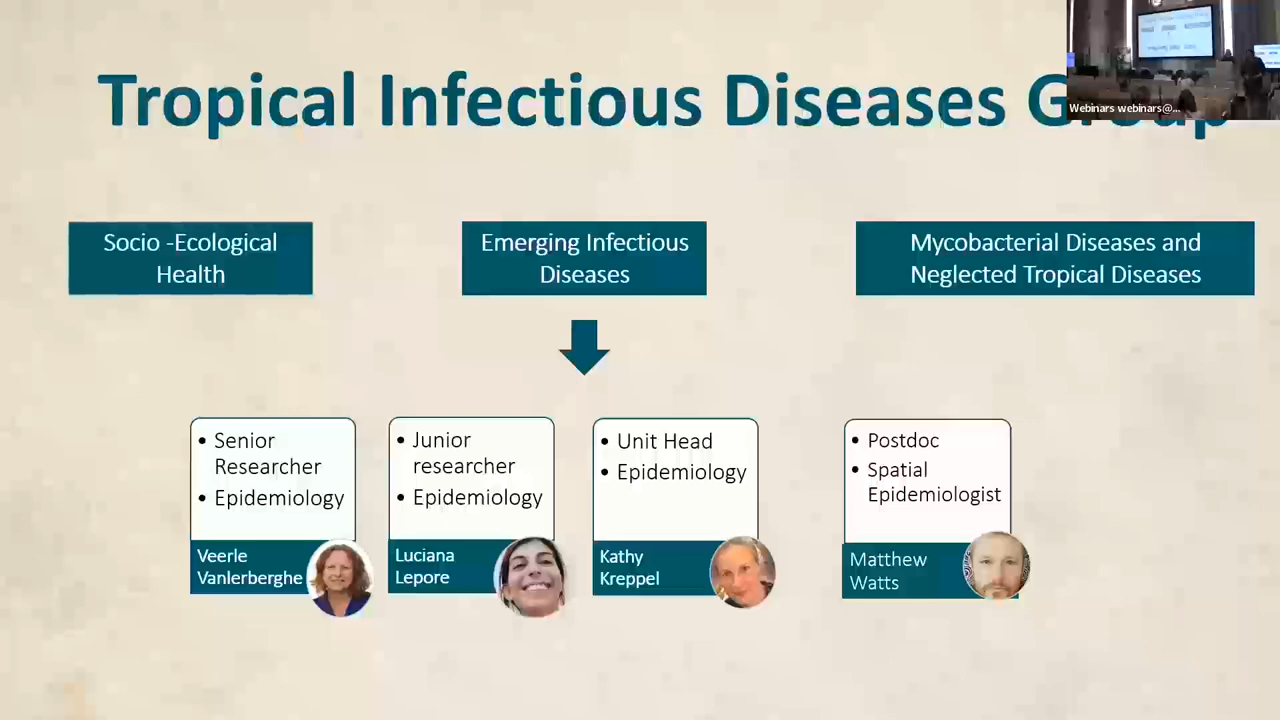 Tropical Infectious Diseases
Webinars webinars@...
Socio -Ecological
Health
Emerging Infectious
Diseases
Mycobacterial Diseases and
Neglected Tropical Diseases
• Senior
Researcher
• Epidemiology
Veerle
Vanlerberghe
• Junior
researcher
• Epidemiology
Luciana
Lepore
• Unit Head
• Epidemiology
Kathy
Kreppel
• Postdoc
• Spatial
Epidemiologist
Matthew
Watts